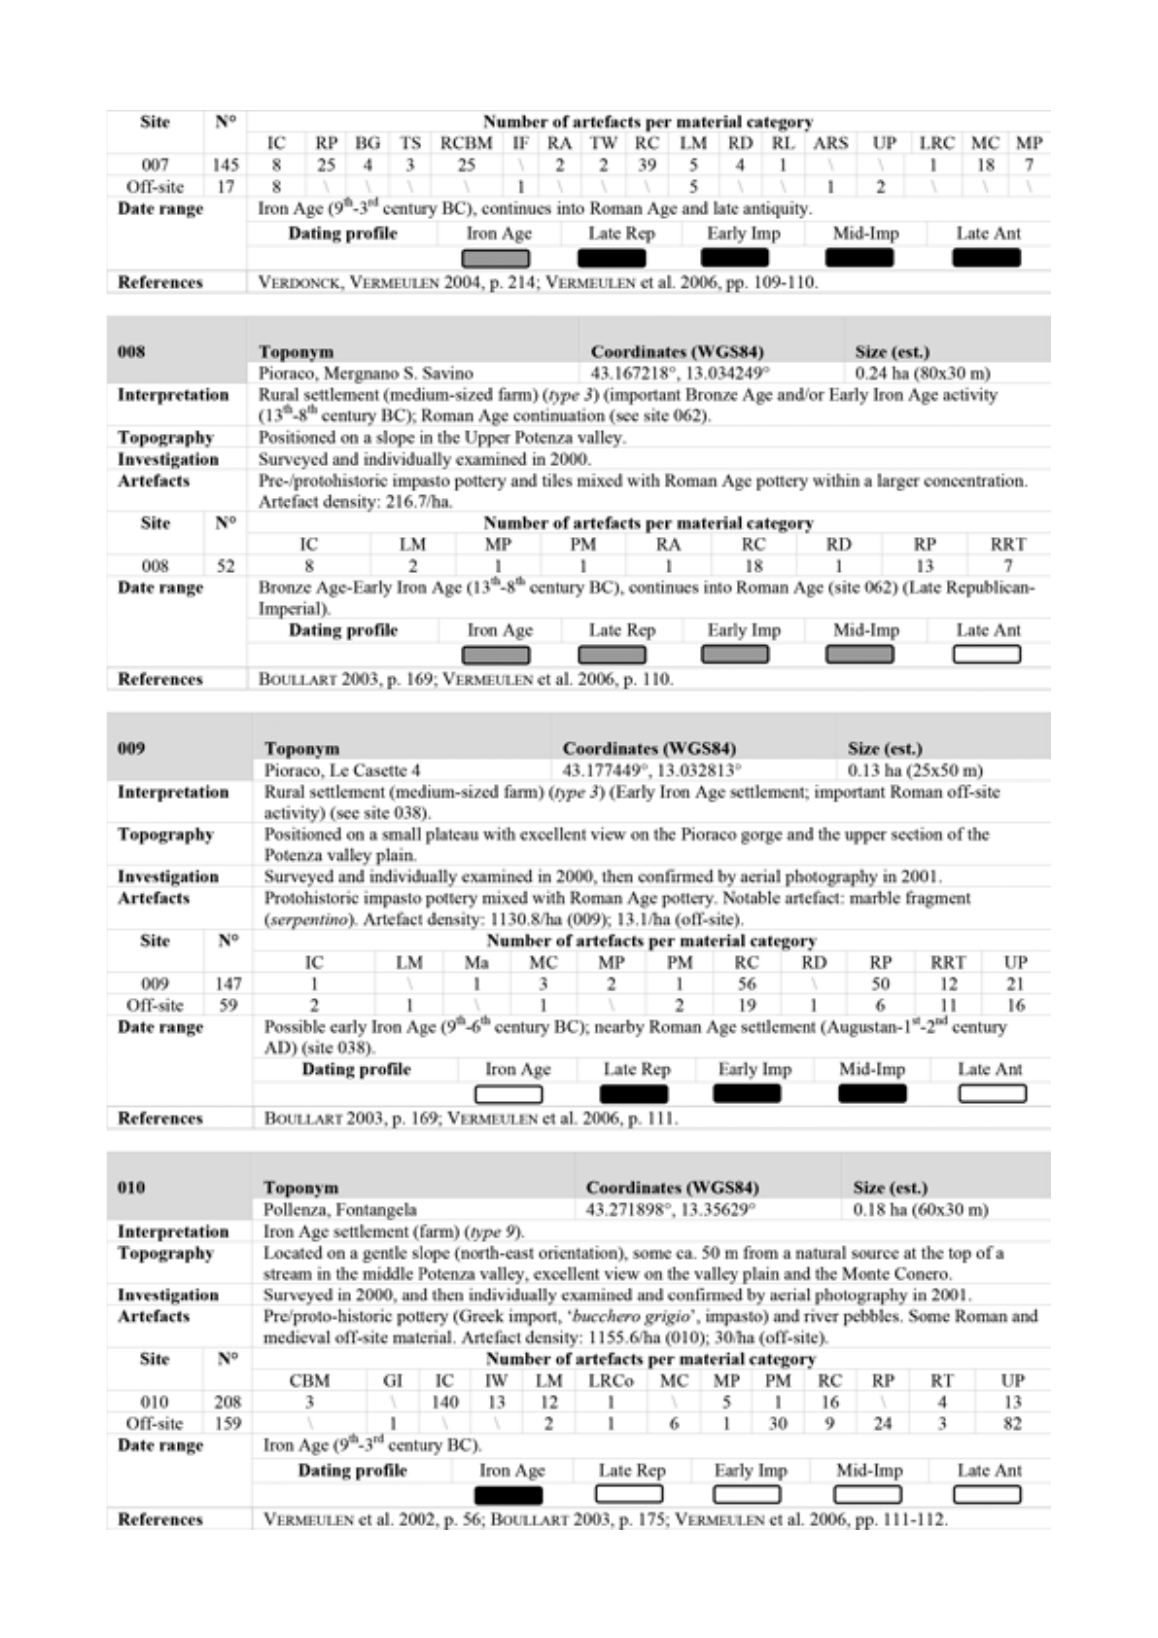 Site N° Number of artefacts per material category
IC RP BG TS RCBM IF RA TW RC LM RD RL ARS UP LRC MC MP
007 145 8 25 4 3 25 \ 2 2 39 5 4 1 \ \ 1 18 7
Off-site 17 8 \ \ \ \ 1 \ \ \ 5 \ \ 1 2 \ \ \
Date range Iron Age (9th-3rd century BC), continues into Roman Age and late antiquity.
Dating profile Iron Age Late Rep Early Imp Mid-Imp Late Ant
References VERDONCK, VERMEULEN 2004, p. 214; VERMEULEN et al. 2006, pp. 109-110.
008 Toponym Coordinates (WGS84) Size (est.)
Pioraco, Mergnano S. Savino 43.167218°, 13.034249° 0.24 ha (80x30 m)
Interpretation Rural settlement (medium-sized farm) (type 3) (important Bronze Age and/or Early Iron Age activity
(13th-8th century BC); Roman Age continuation (see site 062).
Topography Positioned on a slope in the Upper Potenza valley.
Investigation Surveyed and individually examined in 2000.
Artefacts Pre-/protohistoric impasto pottery and tiles mixed with Roman Age pottery within a larger concentration.
Artefact density: 216.7/ha.
Site N° Number of artefacts per material category
IC LM MP PM RA RC RD RP RRT
008 52 8 2 1 1 1 18 1 13 7
Date range Bronze Age-Early Iron Age (13th-8th century BC), continues into Roman Age (site 062) (Late Republican-
Imperial).
Dating profile Iron Age Late Rep Early Imp Mid-Imp Late Ant
References BOULLART 2003, p. 169; VERMEULEN et al. 2006, p. 110.
009 Toponym Coordinates (WGS84) Size (est.)
Pioraco, Le Casette 4 43.177449°, 13.032813° 0.13 ha (25x50 m)
Interpretation Rural settlement (medium-sized farm) (type 3) (Early Iron Age settlement; important Roman off-site
activity) (see site 038).
Topography Positioned on a small plateau with excellent view on the Pioraco gorge and the upper section of the
Potenza valley plain.
Investigation Surveyed and individually examined in 2000, then confirmed by aerial photography in 2001.
Artefacts Protohistoric impasto pottery mixed with Roman Age pottery. Notable artefact: marble fragment
(serpentino). Artefact density: 1130.8/ha (009); 13.1/ha (off-site).
Site N° Number of artefacts per material category
IC LM Ma MC MP PM RC RD RP RRT UP
009 147 1 \ 1 3 2 1 56 \ 50 12 21
Off-site 59 2 1 \ 1 \ 2 19 1 6 11 16
Date range Possible early Iron Age (9th-6th century BC); nearby Roman Age settlement (Augustan-1st-2nd century
AD) (site 038).
Dating profile Iron Age Late Rep Early Imp Mid-Imp Late Ant
References BOULLART 2003, p. 169; VERMEULEN et al. 2006, p. 111.
010 Toponym Coordinates (WGS84) Size (est.)
Pollenza, Fontangela 43.271898°, 13.35629° 0.18 ha (60x30 m)
Interpretation Iron Age settlement (farm) (type 9).
Topography Located on a gentle slope (north-east orientation), some ca. 50 m from a natural source at the top of a
stream in the middle Potenza valley, excellent view on the valley plain and the Monte Conero.
Investigation Surveyed in 2000, and then individually examined and confirmed by aerial photography in 2001.
Artefacts Pre/proto-historic pottery (Greek import, 'bucchero grigio', impasto) and river pebbles. Some Roman and
medieval off-site material. Artefact density: 1155.6/ha (010); 30/ha (off-site).
Site N° Number of artefacts per material category
CBM GI IC IW LM LRCo MC MP PM RC RP RT UP
010 208 3 \ 140 13 12 1 \ 5 1 16 \ 4 13
Off-site 159 \ 1 \ \ 2 1 6 1 30 9 24 3 82
Date range Iron Age (9th-3rd century BC).
Dating profile Iron Age Late Rep Early Imp Mid-Imp Late Ant
References VERMEULEN et al. 2002, p. 56; BOULLART 2003, p. 175; VERMEULEN et al. 2006, pp. 111-112.